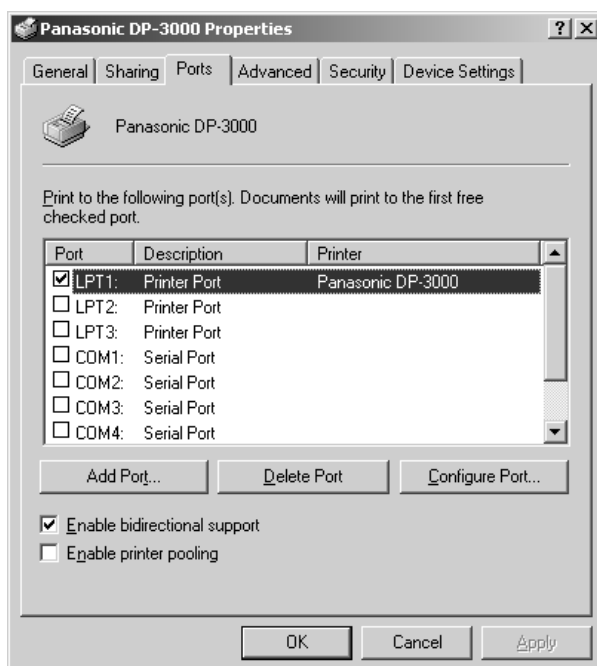 Panasonic DP-3000 Properties
? X
General Sharing Ports Advanced Security Device Settings
Panasonic DP-3000
Print to the following port(s). Documents will print to the first free
checked port.
Port Description Printer
LPT1: Printer Port Panasonic DP-3000
LPT2: Printer Port
LPT3: Printer Port
COM1: Serial Port
COM2: Serial Port
COM3: Serial Port
COM4: Serial Port
Add Port... Delete Port Configure Port...
Enable bidirectional support
Enable printer pooling
OK Cancel Apply